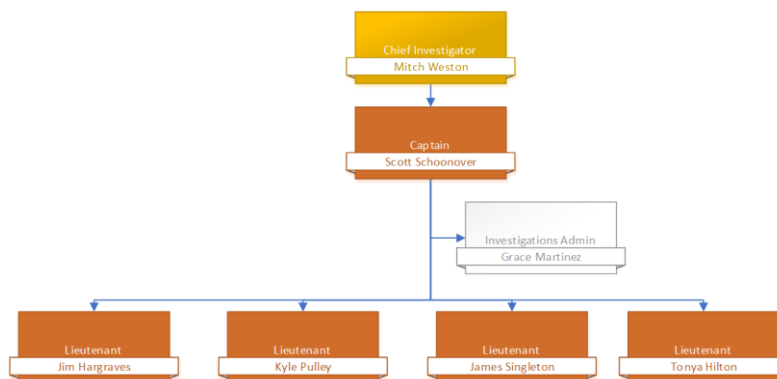 Chief Investigator
Mitch Weston
Captain
Scott Schoonover
Investigations Admin
Grace Martinez
Lieutenant
Jim Hargraves
Lieutenant
Kyle Pulley
Lieutenant
James Singleton
Lieutenant
Tonya Hilton